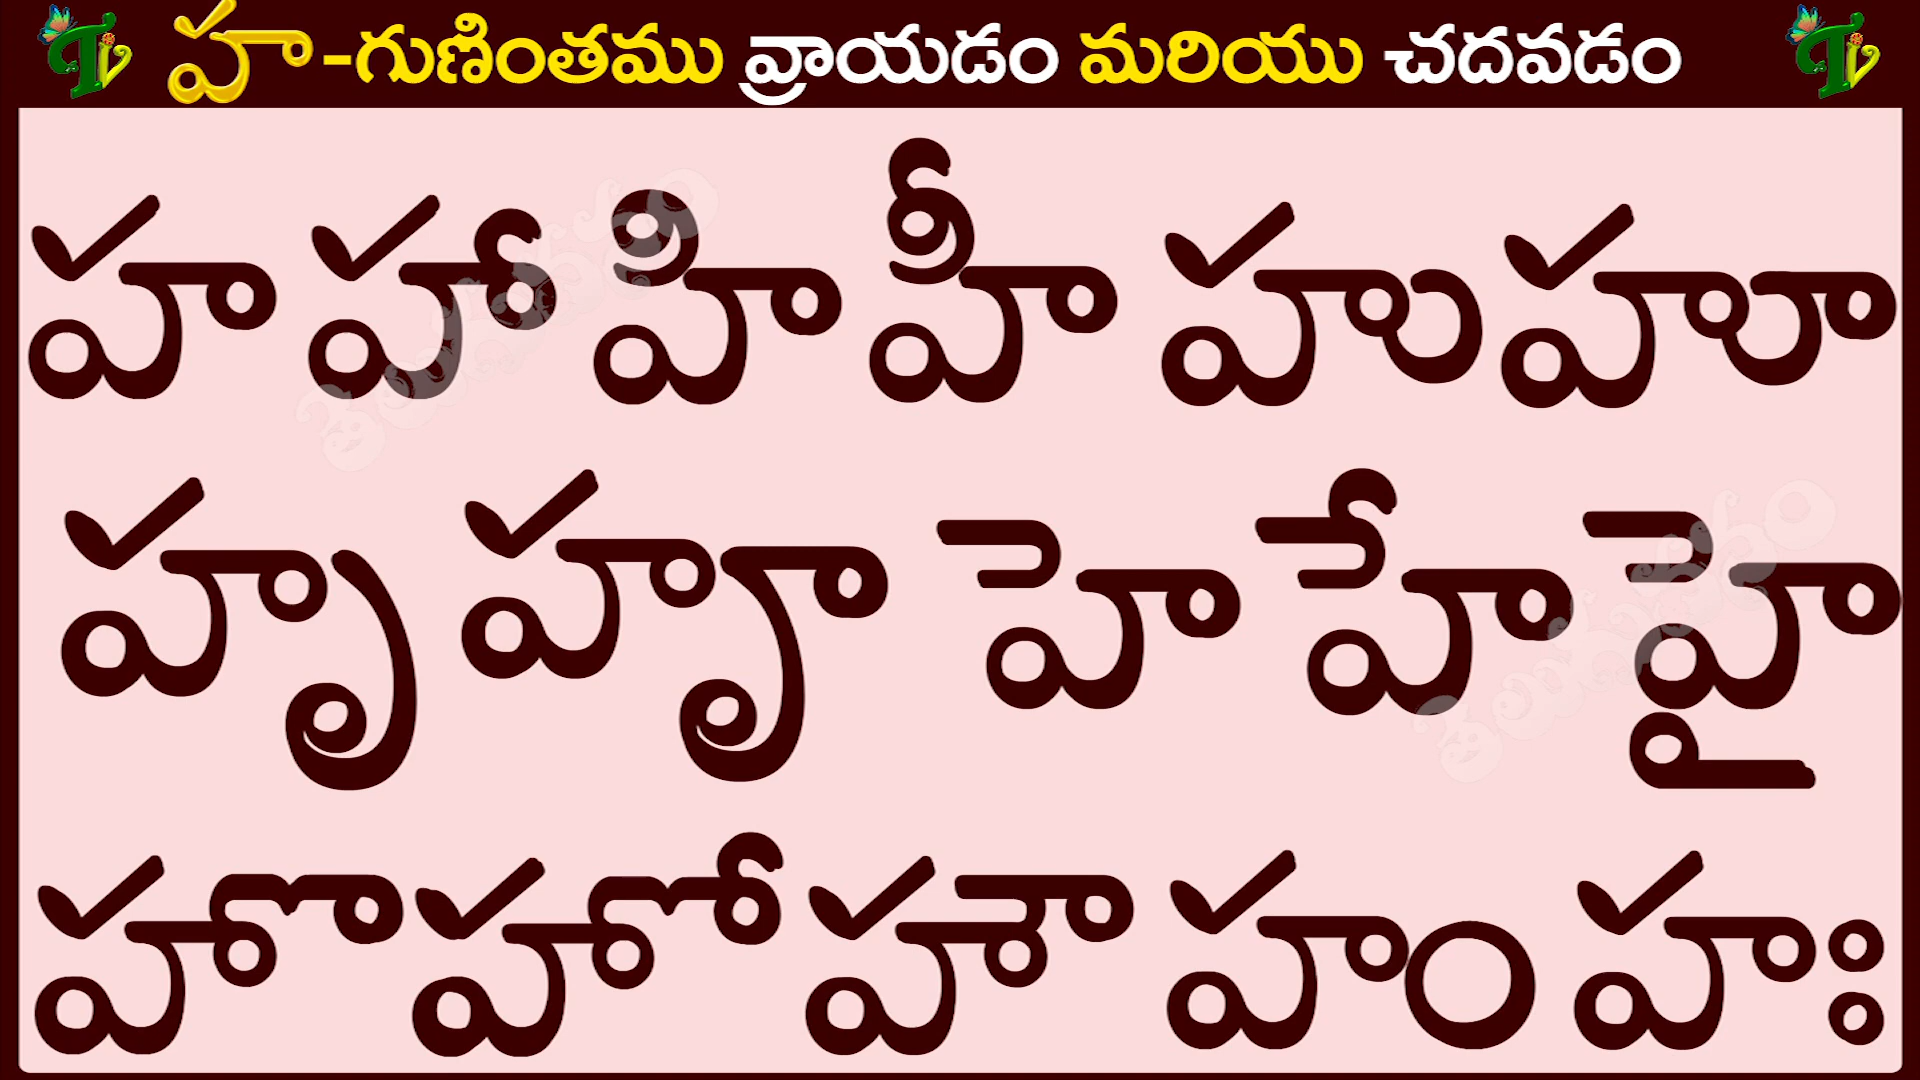 హ -గుణింతము వ్రాయడం మరియు చదవడం
హ హా హి హీ హు హూ
హృ హౄ హె హే హై
హొ హో హౌ హం హః